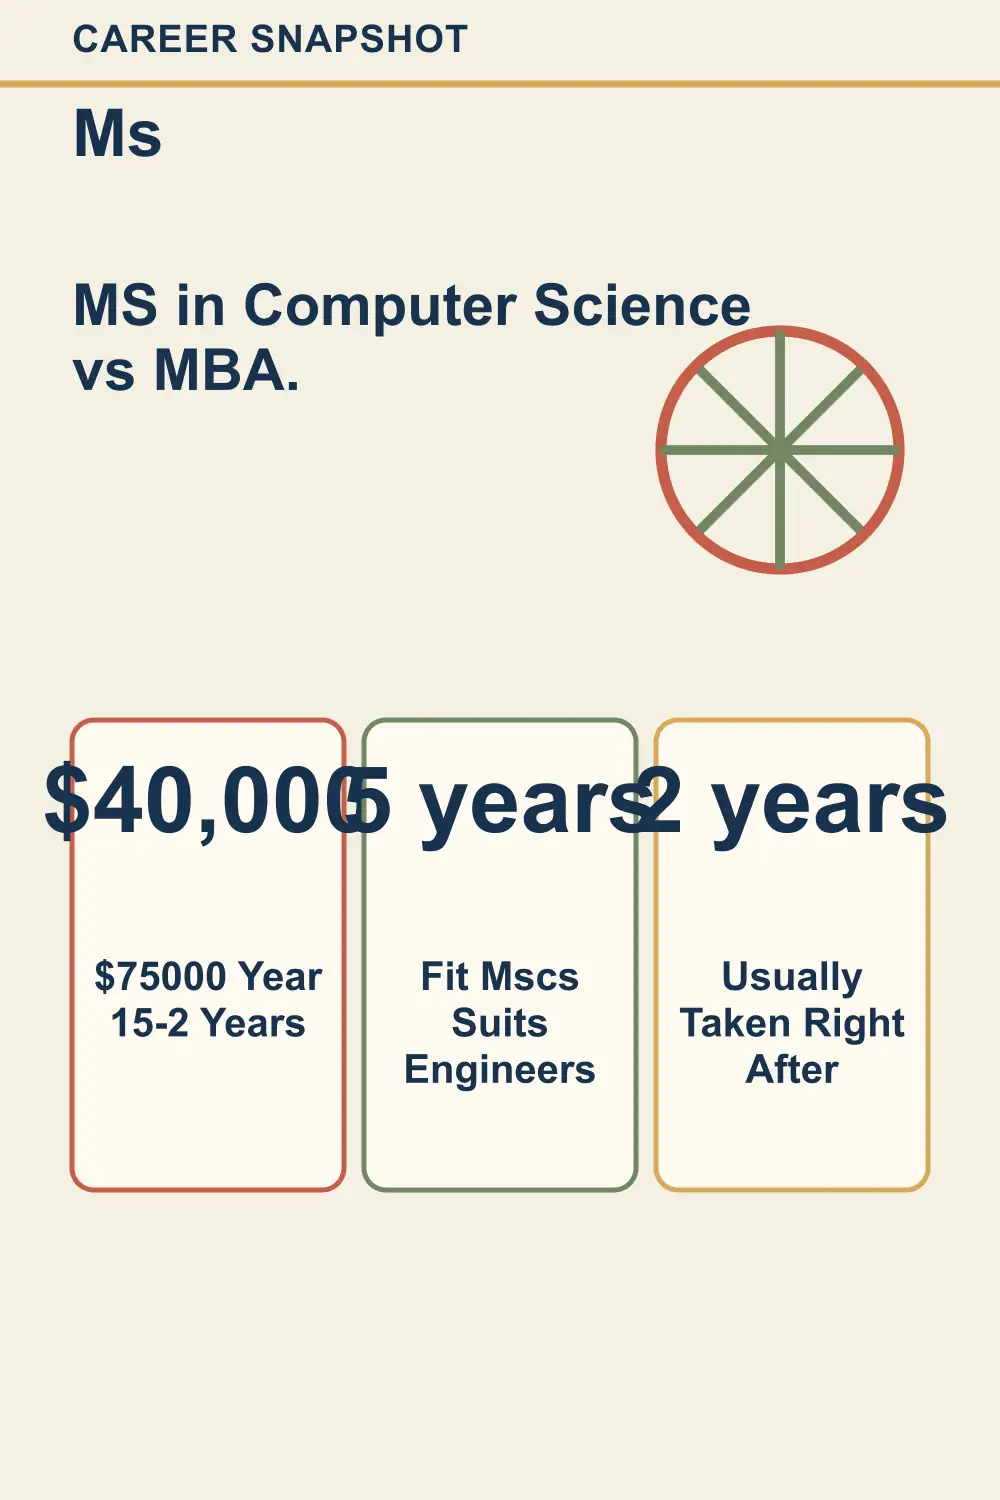 CAREER SNAPSHOT
Ms
MS in Computer Science
vs MBA.
$40,000
5 years
2 years
$75000 Year
15-2 Years
Fit Mscs
Suits
Engineers
Usually
Taken Right
After